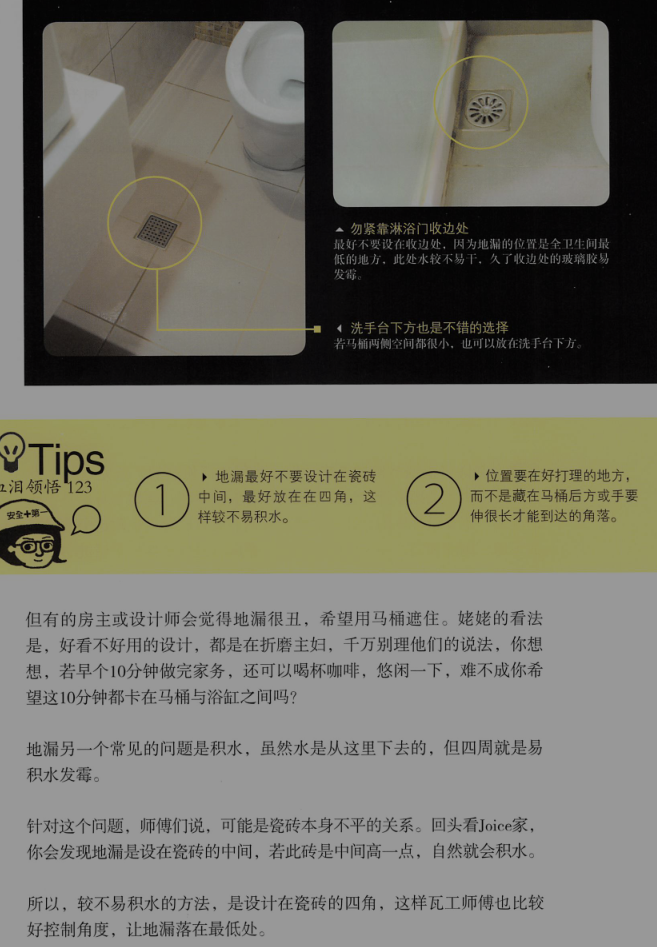 勿紧靠淋浴门收边处
最好不要设在收边处，因为地漏的位置是全卫生间最
低的地方，此处水较不易干，久了收边处的玻璃胶易
发霉。
洗手台下方也是不错的选择
若马桶两侧空间都很小，也可以放在洗手台下方。
Tips
泪领悟 123
安全+第一
1
地漏最好不要设计在瓷砖
中间，最好放在在四角，这
样较不易积水。
2
位置要在好打理的地方，
而不是藏在马桶后方或手要
伸很长才能到达的角落。
但有的房主或设计师会觉得地漏很丑，希望用马桶遮住。姥姥的看法
是，好看不好用的设计，都是在折磨主妇，千万别理他们的说法，你想
想，若早个10分钟做完家务，还可以喝杯咖啡，悠闲一下，难不成你希
望这10分钟都卡在马桶与浴缸之间吗？
地漏另一个常见的问题是积水，虽然水是从这里下去的，但四周就是易
积水发霉。
针对这个问题，师傅们说，可能是瓷砖本身不平的关系。回头看Joice家，
你会发现地漏是设在瓷砖的中间，若此砖是中间高一点，自然就会积水。
所以，较不易积水的方法，是设计在瓷砖的四角，这样瓦工师傅也比较
好控制角度，让地漏落在最低处。